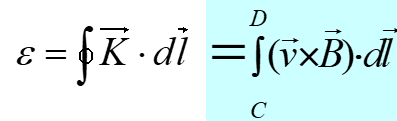 ε = ∮ K⃗ · dl⃗ = ∫_C^D (v⃗×B⃗)·dl⃗